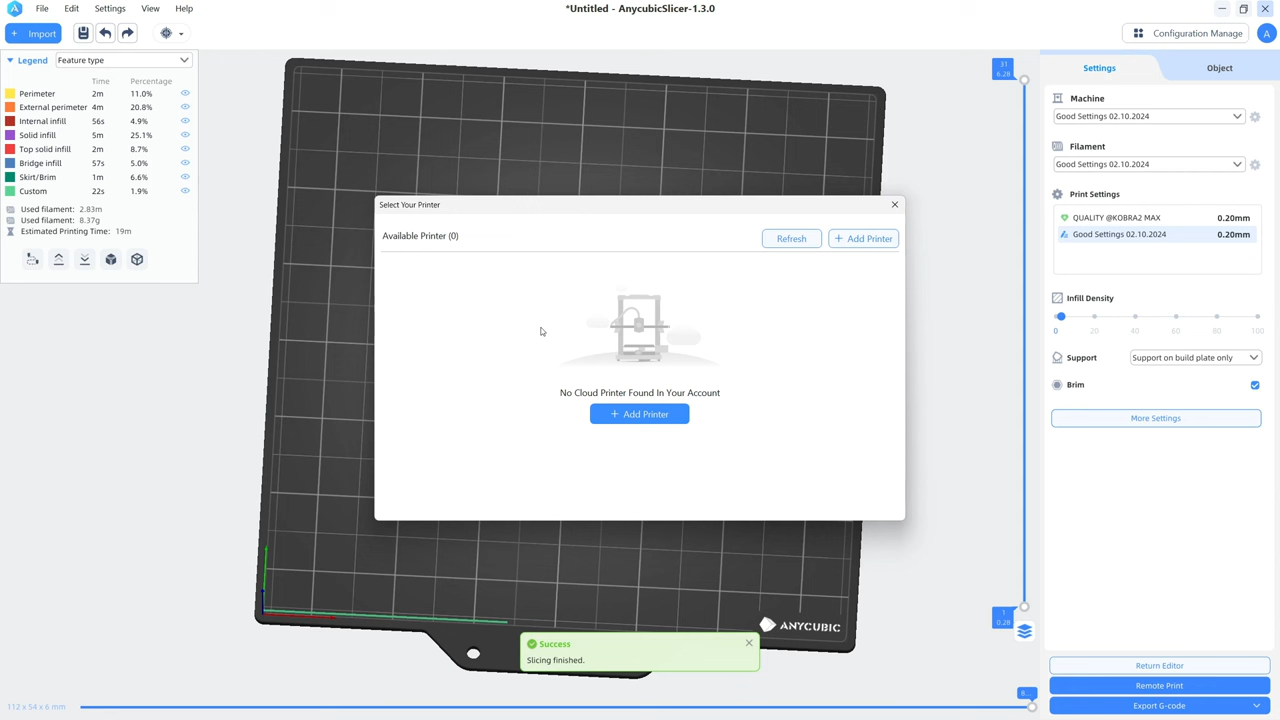 File Edit Settings View Help
*Untitled - AnycubicSlicer-1.3.0
+ Import
Configuration Manage
A
Legend Feature type
Time Percentage
Perimeter 2m 11.0%
External perimeter 4m 20.8%
Internal infill 56s 4.9%
Solid infill 5m 25.1%
Top solid infill 2m 8.7%
Bridge infill 57s 5.0%
Skirt/Brim 1m 6.6%
Custom 22s 1.9%
Used filament: 2.83m
Used filament: 8.37g
Estimated Printing Time: 19m
31
6.28
Select Your Printer
Available Printer (0)
Refresh
+ Add Printer
No Cloud Printer Found In Your Account
+ Add Printer
ANYCUBIC
Success
Slicing finished.
1
0.28
8...
112 x 54 x 6 mm
Settings
Object
Machine
Good Settings 02.10.2024
Filament
Good Settings 02.10.2024
Print Settings
QUALITY @KOBRA2 MAX 0.20mm
Good Settings 02.10.2024 0.20mm
Infill Density
0 20 40 60 80 100
Support Support on build plate only
Brim
More Settings
Return Editor
Remote Print
Export G-code